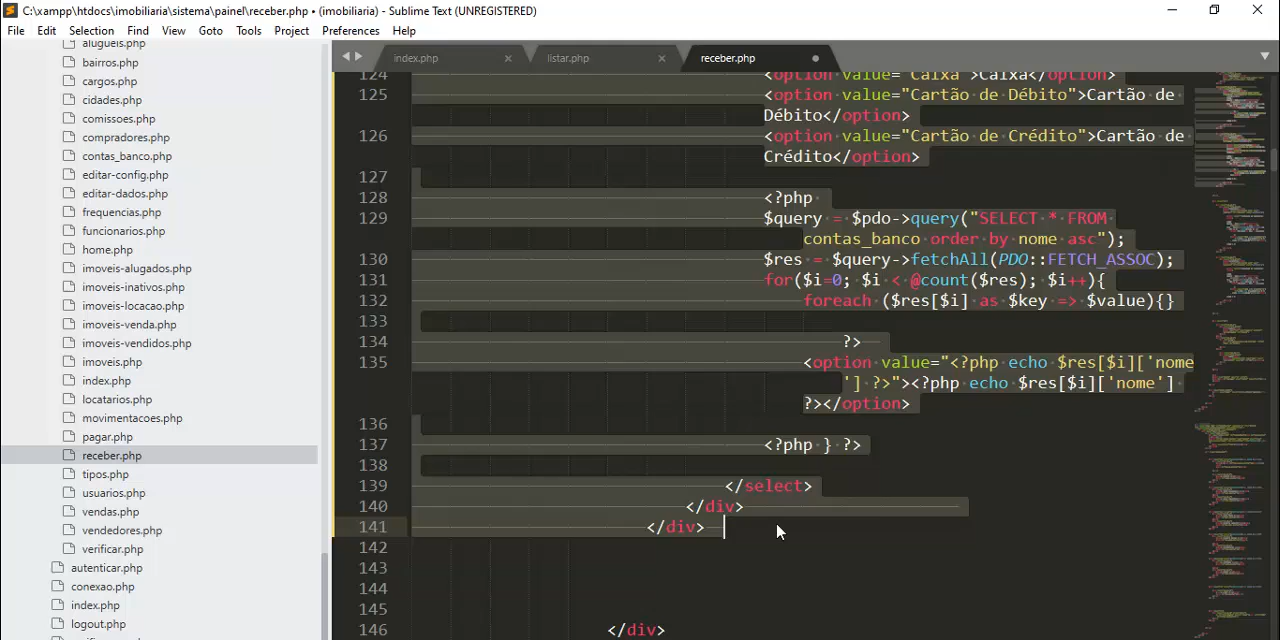 C:\xampp\htdocs\imobiliaria\sistema\painel\receber.php • (imobiliaria) - Sublime Text (UNREGISTERED)
File Edit Selection Find View Goto Tools Project Preferences Help
index.php listar.php receber.php
alugueis.php
bairros.php
cargos.php
cidades.php
comissoes.php
compradores.php
contas_banco.php
editar-config.php
editar-dados.php
frequencias.php
funcionarios.php
home.php
imoveis-alugados.php
imoveis-inativos.php
imoveis-locacao.php
imoveis-venda.php
imoveis-vendidos.php
imoveis.php
index.php
locatarios.php
movimentacoes.php
pagar.php
receber.php
tipos.php
usuarios.php
vendas.php
vendedores.php
verificar.php
autenticar.php
conexao.php
index.php
logout.php
124 <option value="Caixa">Caixa</option>
125 <option value="Cartão de Débito">Cartão de
Débito</option>
126 <option value="Cartão de Crédito">Cartão de
Crédito</option>
127
128 <?php
129 $query = $pdo->query("SELECT * FROM
contas_banco order by nome asc");
130 $res = $query->fetchAll(PDO::FETCH_ASSOC);
131 for($i=0; $i < @count($res); $i++){
132 foreach ($res[$i] as $key => $value){}
133
134 ?>
135 <option value="<?php echo $res[$i]['nome
'] ?>"><?php echo $res[$i]['nome']
?></option>
136
137 <?php } ?>
138
139 </select>
140 </div>
141 </div>
142
143
144
145
146 </div>